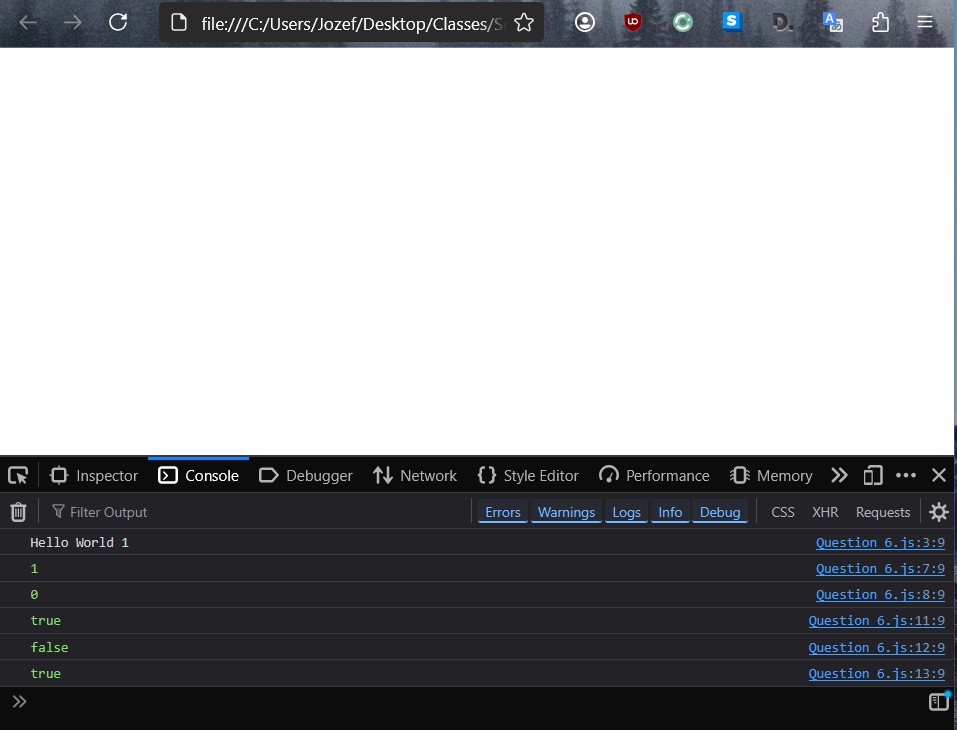 file:///C:/Users/Jozef/Desktop/Classes/S
Inspector Console Debugger Network Style Editor Performance Memory
Filter Output Errors Warnings Logs Info Debug CSS XHR Requests
Hello World 1 Question 6.js:3:9
1 Question 6.js:7:9
0 Question 6.js:8:9
true Question 6.js:11:9
false Question 6.js:12:9
true Question 6.js:13:9